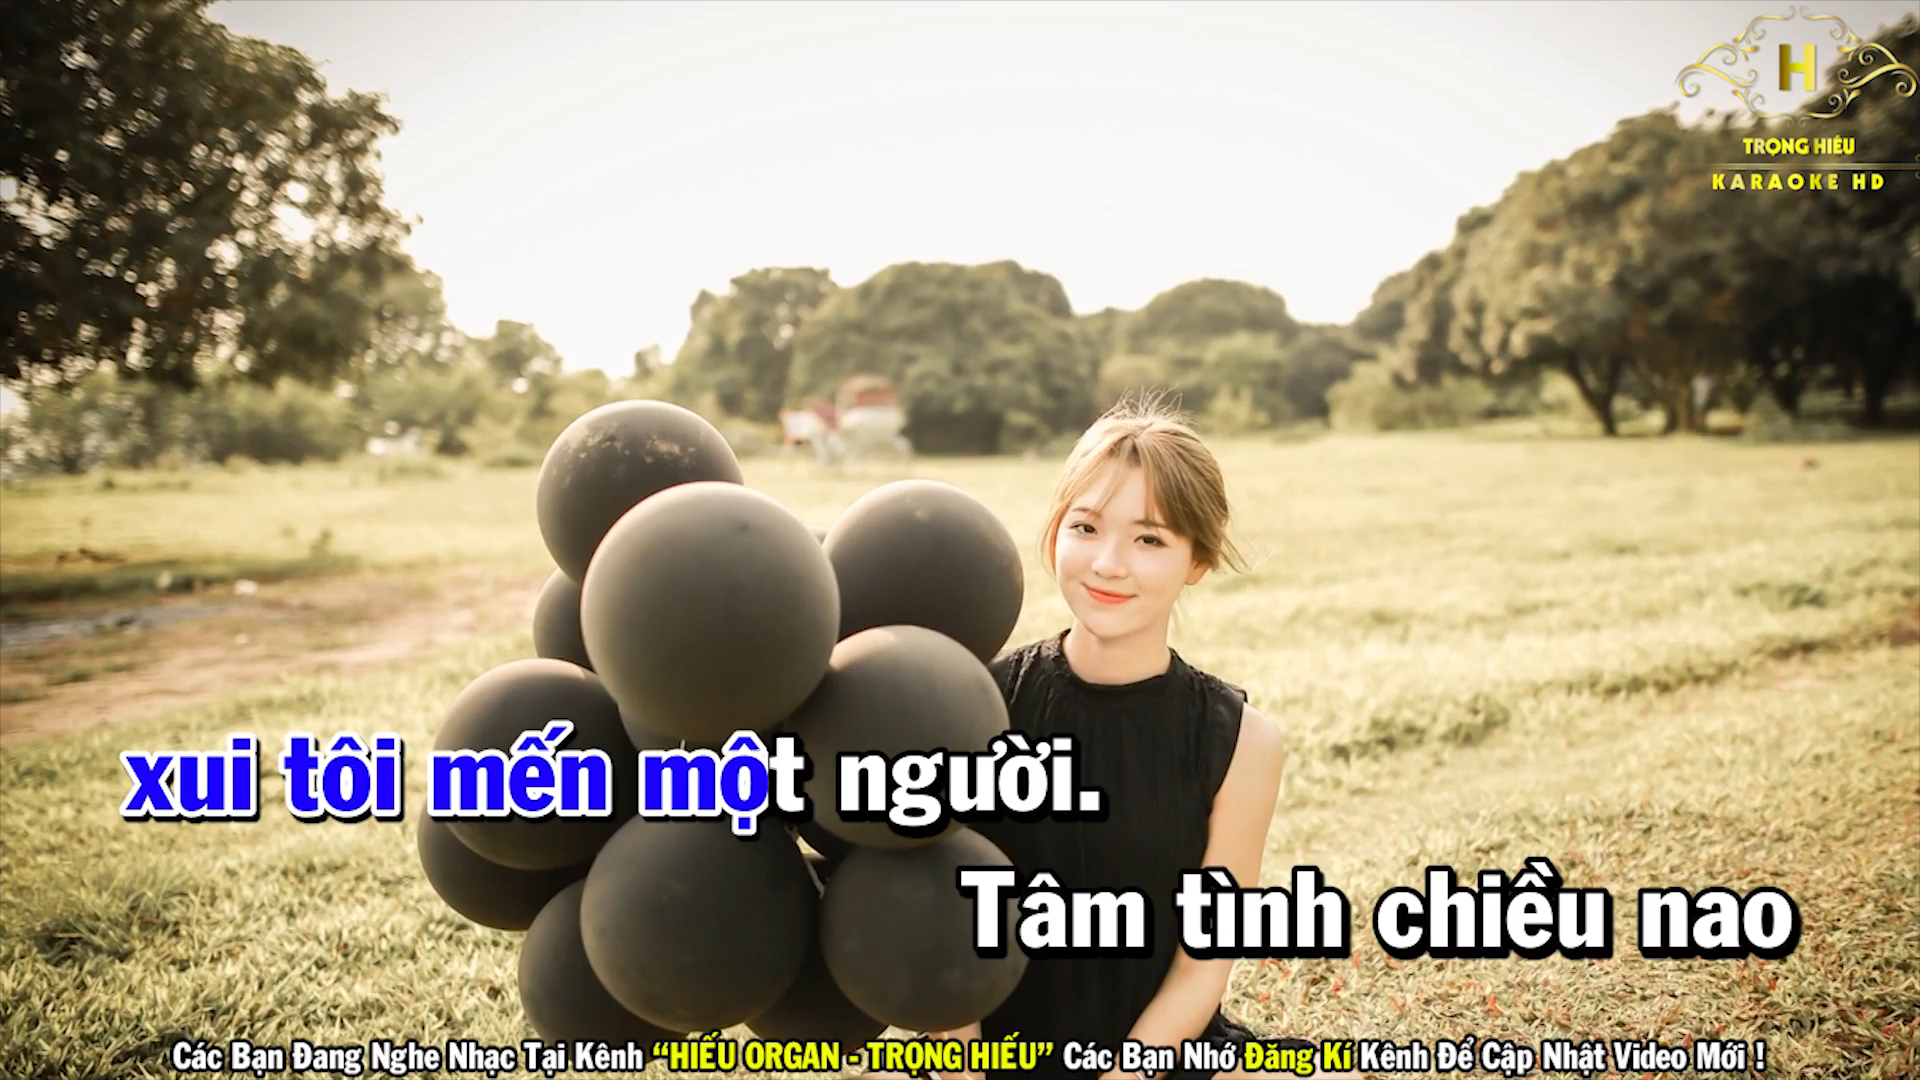 H
TRỌNG HIẾU
KARAOKE HD
xui tôi mến một người.
Tâm tình chiều nao
Các Bạn Đang Nghe Nhạc Tại Kênh “HIẾU ORGAN - TRỌNG HIẾU” Các Bạn Nhớ Đăng Kí Kênh Để Cập Nhật Video Mới !